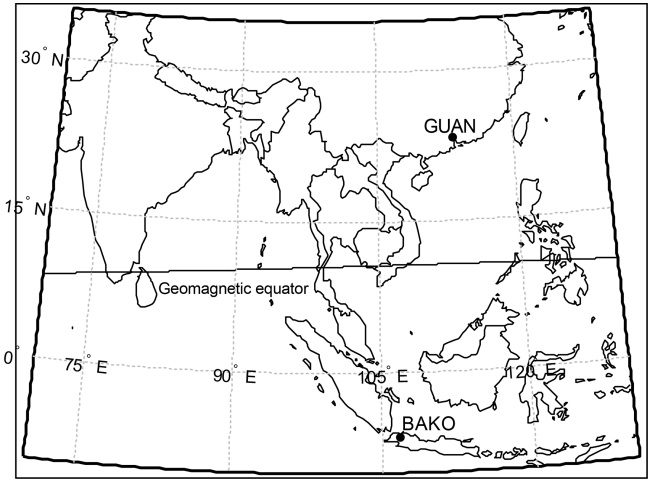 30° N
GUAN
15° N
Geomagnetic equator
0°
75° E
90° E
105° E
120° E
BAKO